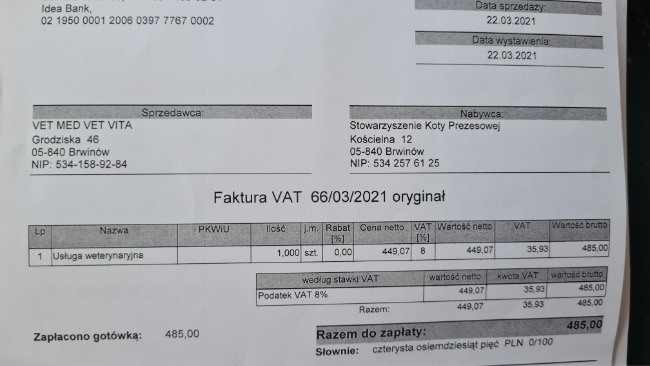 Idea Bank,
02 1950 0001 2006 0397 7767 0002
Data sprzedaży:
22.03.2021
Data wystawienia:
22.03.2021
Sprzedawca:
VET MED VET VITA
Grodziska 46
05-840 Brwinów
NIP: 534-158-92-84
Nabywca:
Stowarzyszenie Koty Prezesowej
Kościelna 12
05-840 Brwinów
NIP: 534 257 61 25
Faktura VAT 66/03/2021 oryginał
Lp Nazwa PKWiU Ilość j.m. Rabat [%] Cena netto VAT [%] Wartość netto VAT Wartość brutto
1 Usługa weterynaryjna 1,000 szt. 0,00 449,07 8 449,07 35,93 485,00
według stawki VAT wartość netto kwota VAT wartość brutto
Podatek VAT 8% 449,07 35,93 485,00
Razem: 449,07 35,93 485,00
Zapłacono gotówką: 485,00
Razem do zapłaty: 485,00
Słownie: czterysta osiemdziesiąt pięć PLN 0/100